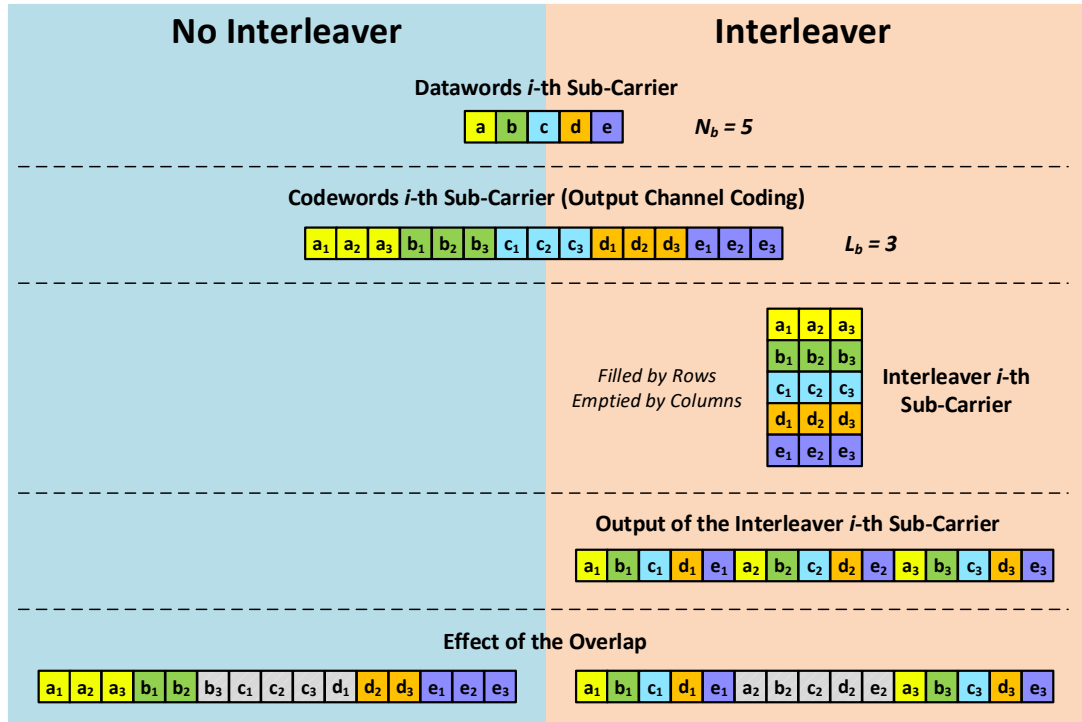 No Interleaver
Interleaver
Datawords i-th Sub-Carrier
a b c d e
N_b = 5
Codewords i-th Sub-Carrier (Output Channel Coding)
a₁ a₂ a₃ b₁ b₂ b₃ c₁ c₂ c₃ d₁ d₂ d₃ e₁ e₂ e₃
L_b = 3
a₁ a₂ a₃
b₁ b₂ b₃
c₁ c₂ c₃
d₁ d₂ d₃
e₁ e₂ e₃
Filled by Rows
Emptied by Columns
Interleaver i-th
Sub-Carrier
Output of the Interleaver i-th Sub-Carrier
a₁ b₁ c₁ d₁ e₁ a₂ b₂ c₂ d₂ e₂ a₃ b₃ c₃ d₃ e₃
Effect of the Overlap
a₁ a₂ a₃ b₁ b₂ b₃ c₁ c₂ c₃ d₁ d₂ d₃ e₁ e₂ e₃
a₁ b₁ c₁ d₁ e₁ a₂ b₂ c₂ d₂ e₂ a₃ b₃ c₃ d₃ e₃